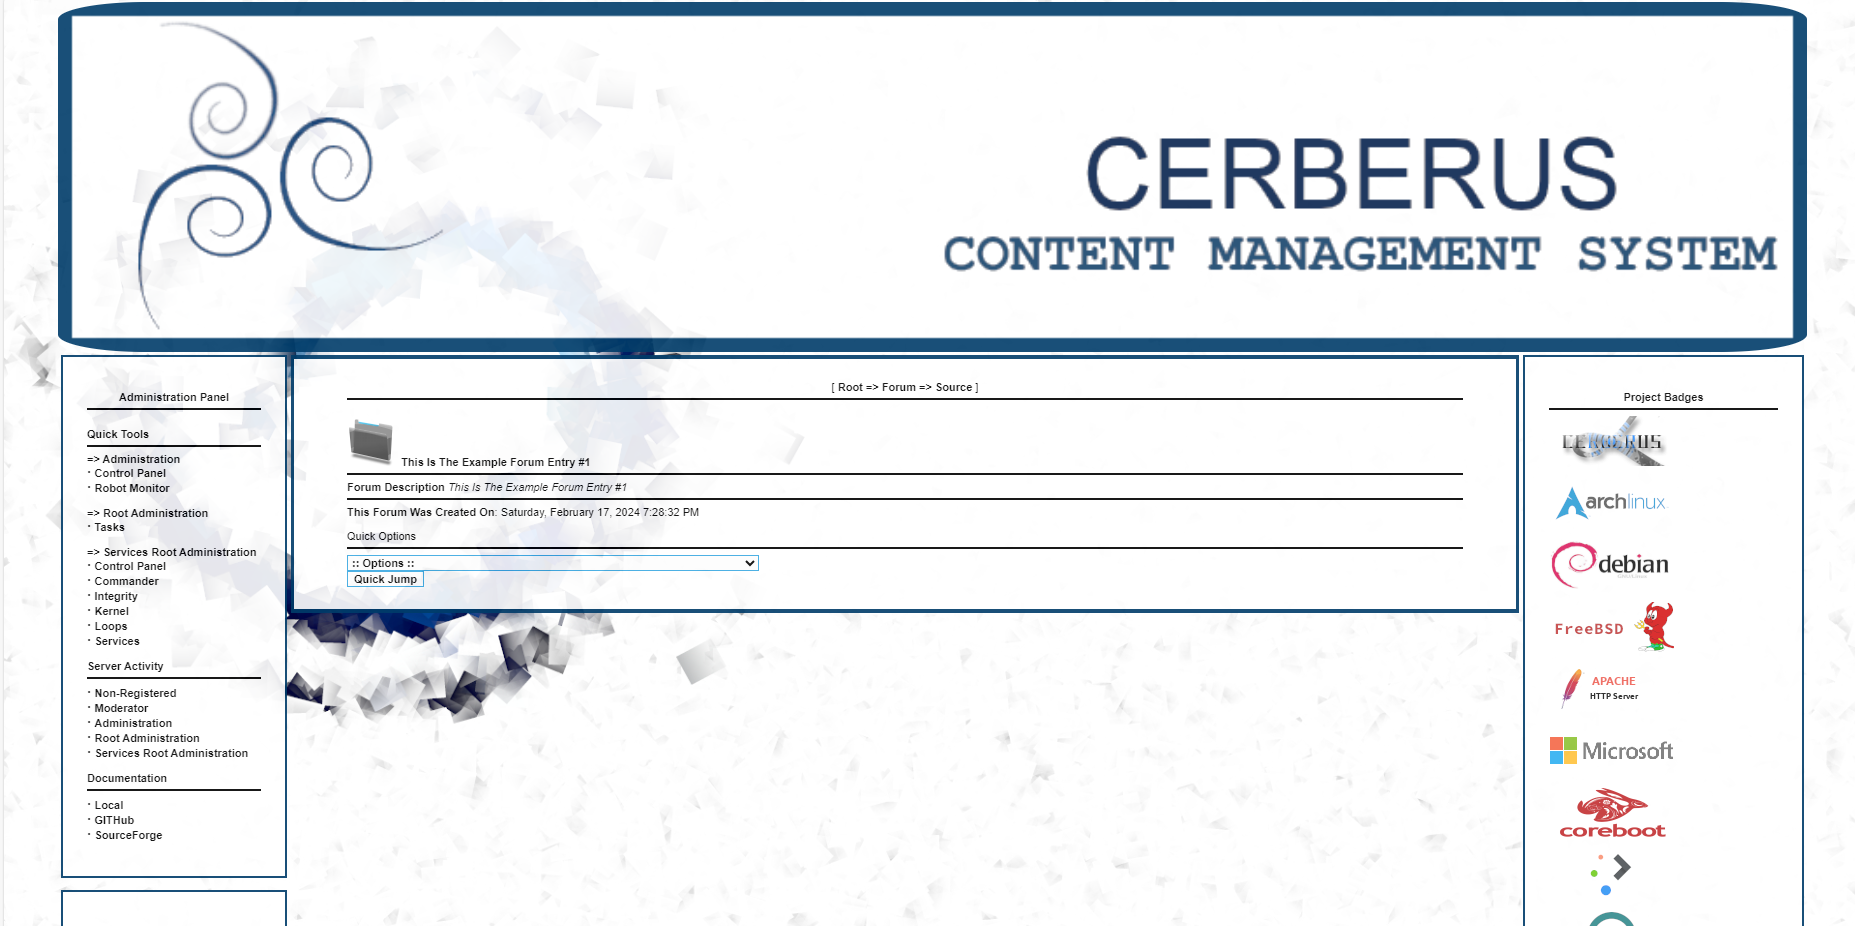 CERBERUS
CONTENT MANAGEMENT SYSTEM
Administration Panel
Quick Tools
=> Administration
· Control Panel
· Robot Monitor
=> Root Administration
· Tasks
=> Services Root Administration
· Control Panel
· Commander
· Integrity
· Kernel
· Loops
· Services
Server Activity
· Non-Registered
· Moderator
· Administration
· Root Administration
· Services Root Administration
Documentation
· Local
· GITHub
· SourceForge
[ Root => Forum => Source ]
This Is The Example Forum Entry #1
Forum Description This Is The Example Forum Entry #1
This Forum Was Created On: Saturday, February 17, 2024 7:28:32 PM
Quick Options
:: Options ::
Quick Jump
Project Badges
CERBERUS
archlinux
debian
FreeBSD
APACHE
HTTP Server
Microsoft
coreboot